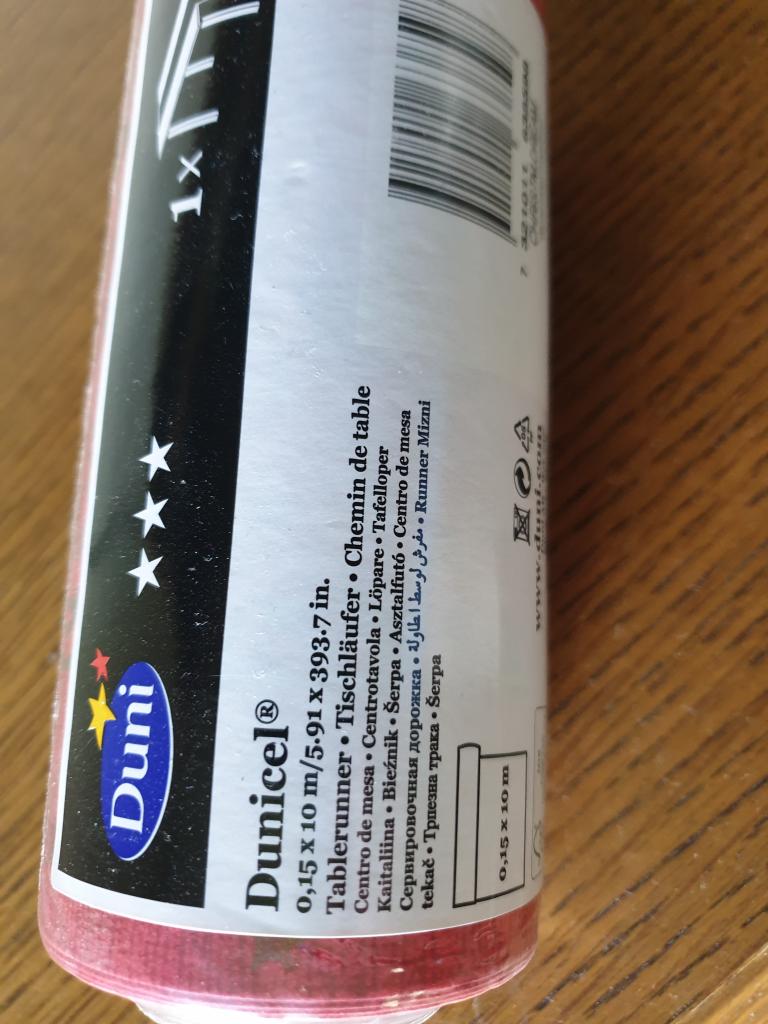 Duni
1x
Dunicel®
0,15 x 10 m/5.91 x 393.7 in.
Tablerunner • Tischläufer • Chemin de table
Centro de mesa • Centrotavola • Löpare • Tafelloper
Kaitaliina • Bieźnik • Šerpa • Asztalfutó • Centro de mesa
Сервировочная дорожка • مفرش لوسط اطاولة • Runner Mizni
tekač • Трпезна трака • Šerpa
0,15 x 10 m
www.duni.com